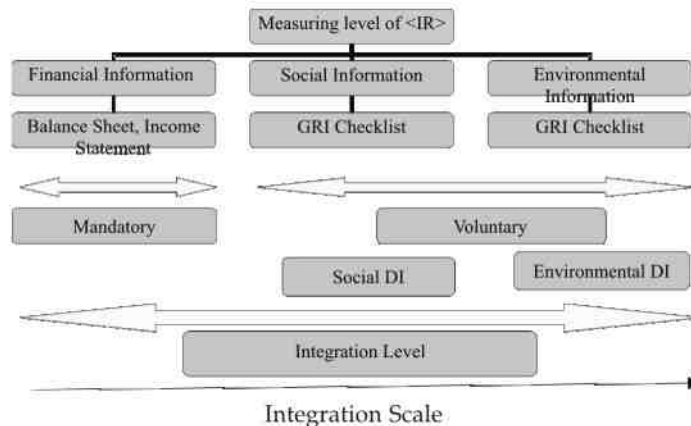 Measuring level of <IR>
Financial Information
Social Information
Environmental
Information
Balance Sheet, Income
Statement
GRI Checklist
GRI Checklist
Mandatory
Voluntary
Social DI
Environmental DI
Integration Level
Integration Scale